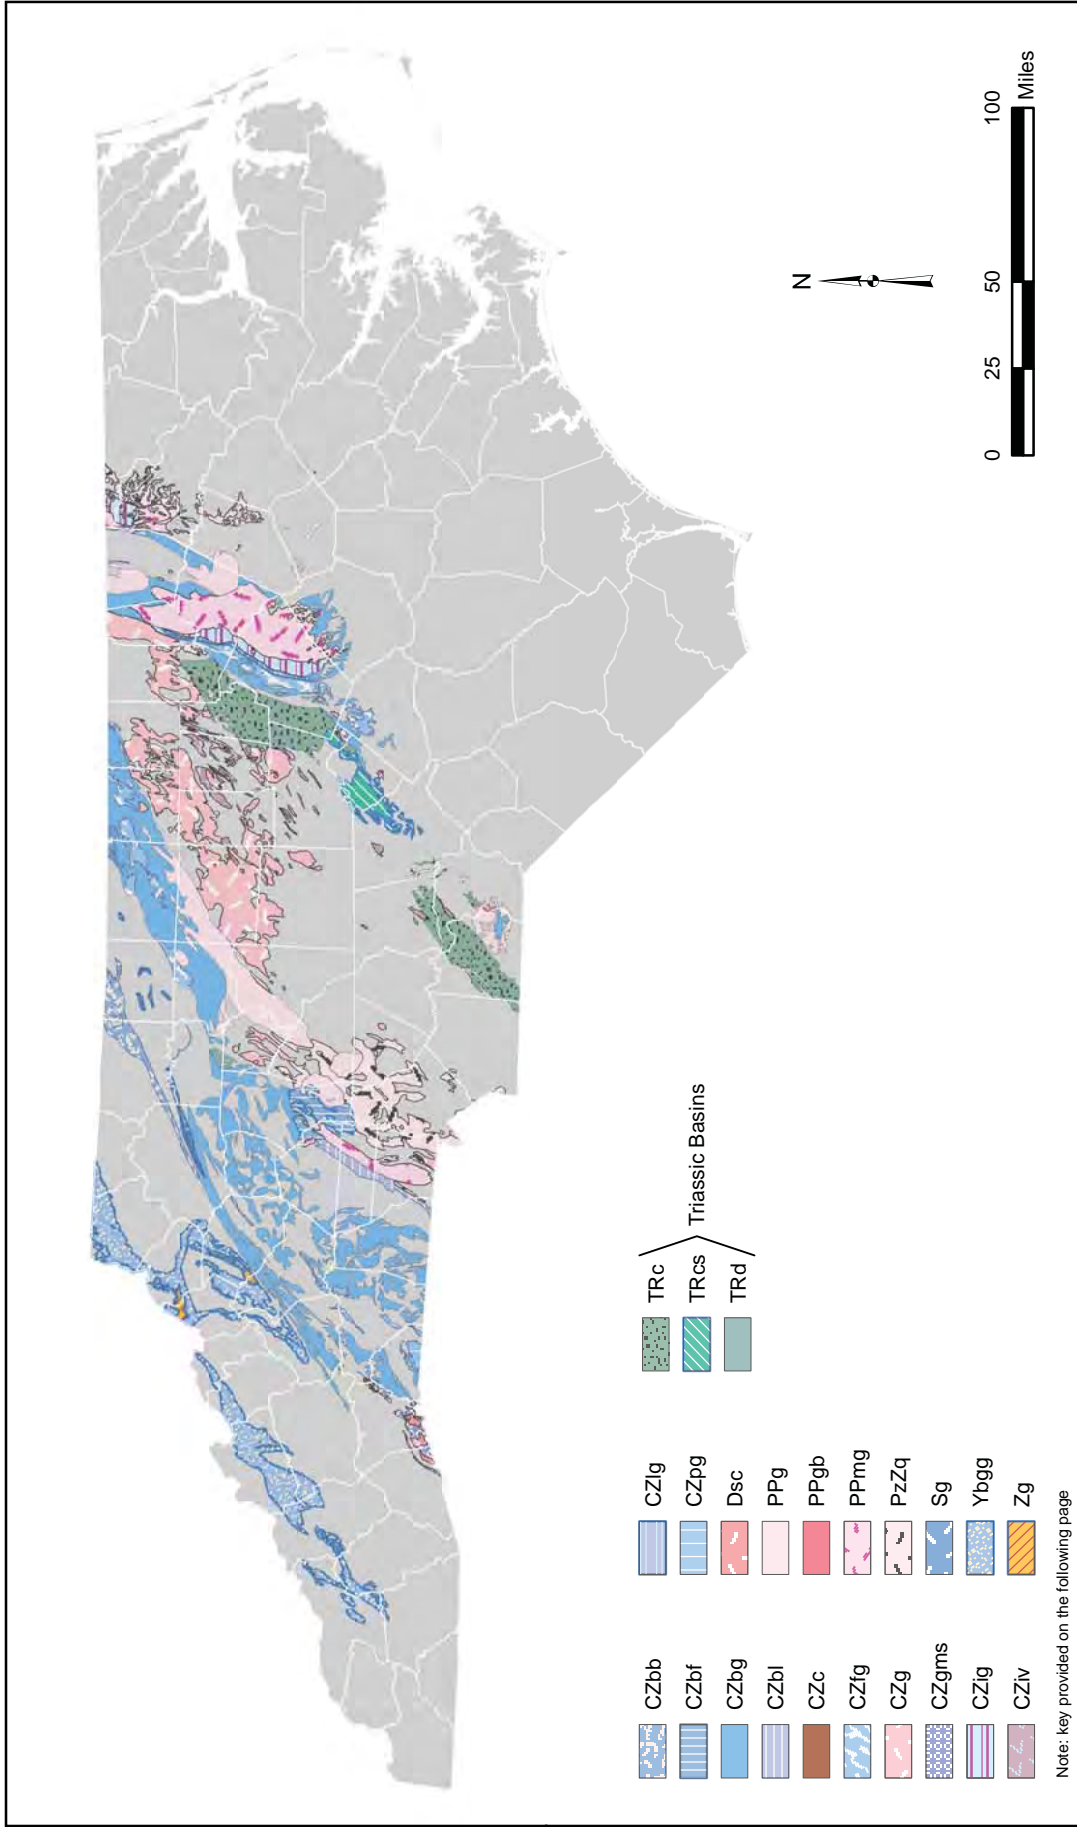 CZbb
CZbf
CZbg
CZbl
CZc
CZfg
CZg
CZgms
CZig
CZiv
CZlg
CZpg
Dsc
PPg
PPgb
PPmg
PzZq
Sg
Ybgg
Zg
TRc
TRcs
TRd
Triassic Basins
N
0 25 50 100
Miles
Note: key provided on the following page